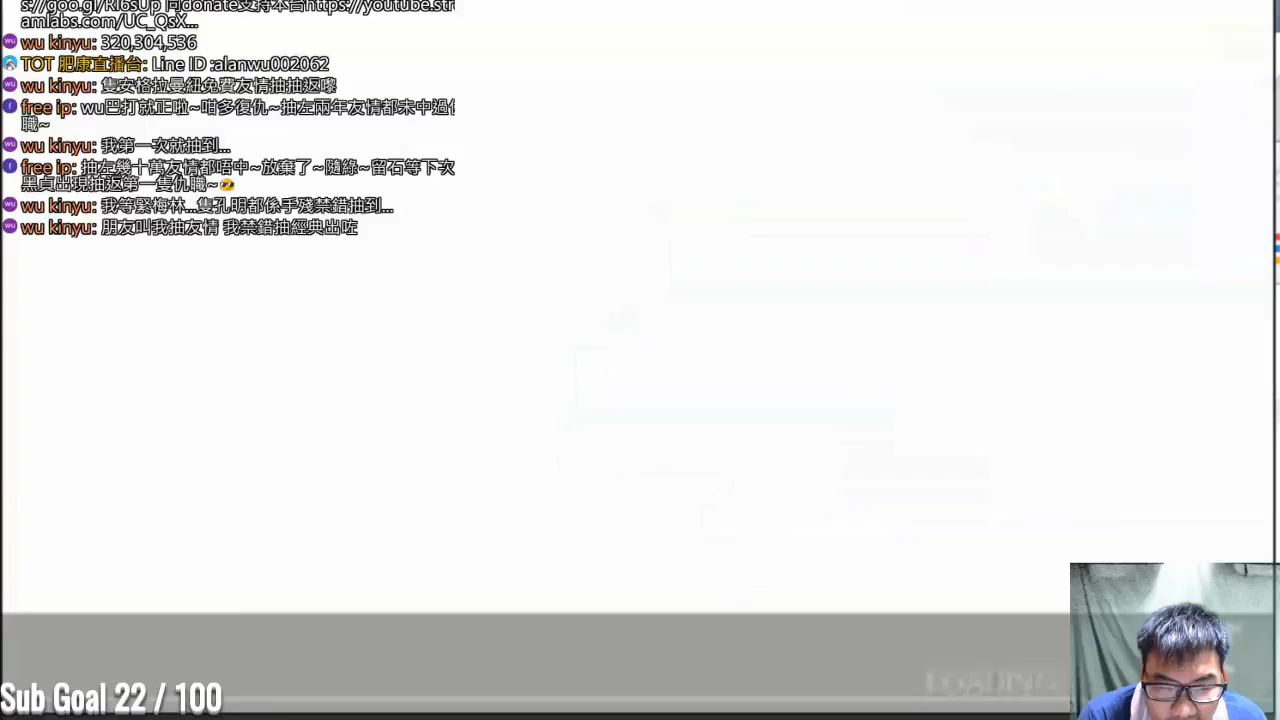 s://goo.gl/Rl6sUp 同donate支持本台https://youtube.str
amlabs.com/UC_QsX...
wu kinyu: 320,304,536
TOT 肥康直播台: Line ID :alanwu002062
wu kinyu: 隻安格拉曼紐免費友情抽抽返嚟
free ip: wu巴打就正啦~咁多復仇~抽左兩年友情都未中過
職~
wu kinyu: 我第一次就抽到...
free ip: 抽左幾十萬友情都唔中~放棄了~隨綠~留石等下次
黑貞出現抽返第一隻仇職~😎
wu kinyu: 我等緊梅林...隻孔明都係手殘禁錯抽到...
wu kinyu: 朋友叫我抽友情 我禁錯抽經典出咗
LOADING
Sub Goal 22 / 100